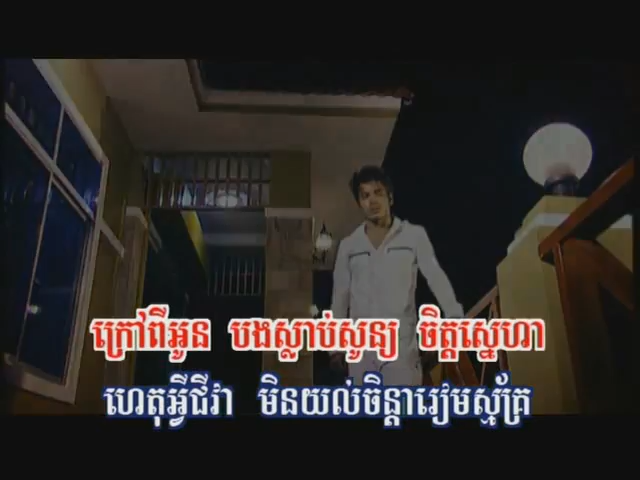 ក្រៅពីអូន បងស្លាប់សូន្យ ចិត្តស្នេហា
ហេតុអ្វីជីវា មិនយល់ចិន្តារៀមស្ម័គ្រ